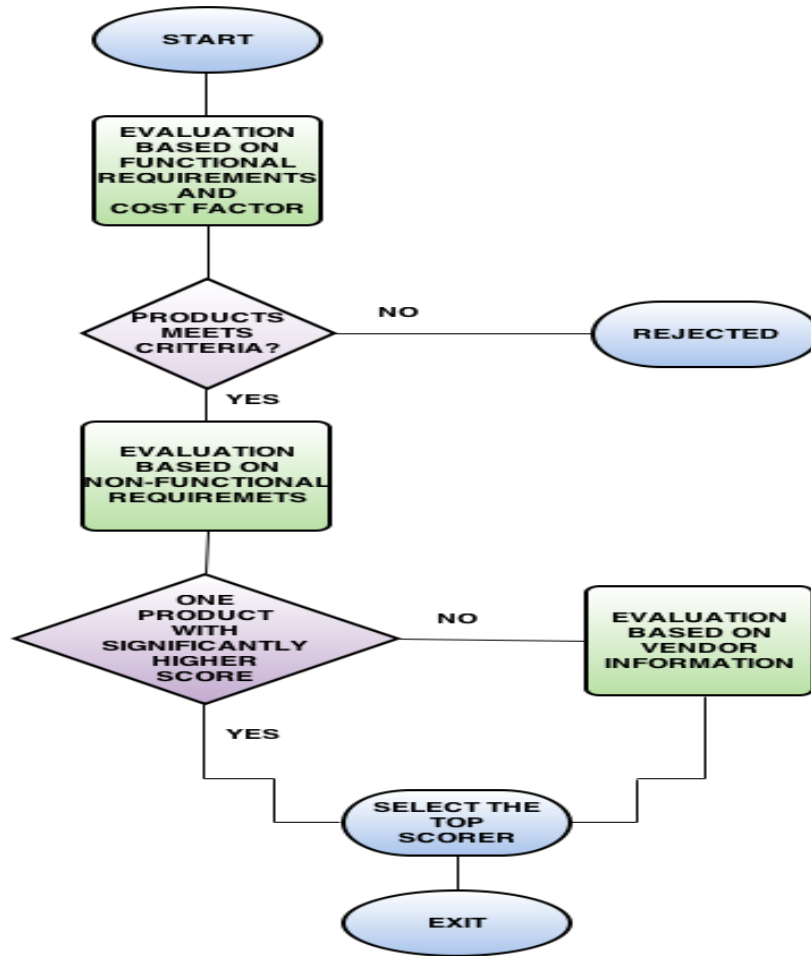 START
EVALUATION
BASED ON
FUNCTIONAL
REQUIREMENTS
AND
COST FACTOR
PRODUCTS
MEETS
CRITERIA?
NO
REJECTED
YES
EVALUATION
BASED ON
NON-FUNCTIONAL
REQUIREMETS
ONE
PRODUCT
WITH
SIGNIFICANTLY
HIGHER
SCORE
NO
EVALUATION
BASED ON
VENDOR
INFORMATION
YES
SELECT THE
TOP
SCORER
EXIT